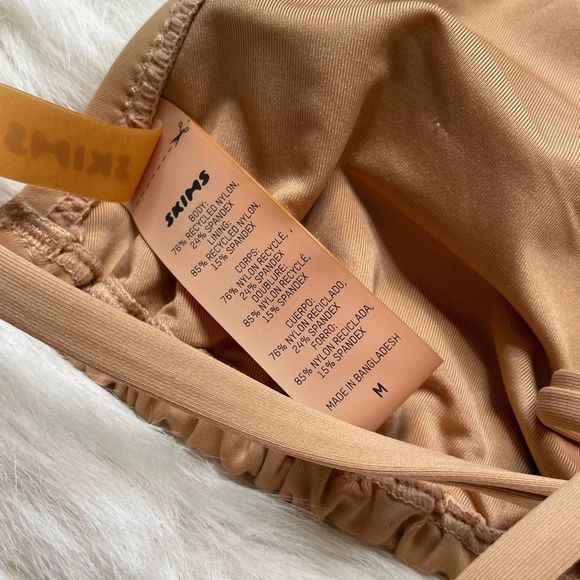 SKIMS
SKIMS
BODY:
76% RECYCLED NYLON,
24% SPANDEX
LINING:
85% RECYCLED NYLON,
15% SPANDEX
CORPS:
76% NYLON RECYCLÉ,
24% SPANDEX
DOUBLURE:
85% NYLON RECYCLÉ,
15% SPANDEX
CUERPO:
76% NYLON RECICLADO,
24% SPANDEX
FORRO:
85% NYLON RECICLADA,
15% SPANDEX
MADE IN BANGLADESH
M